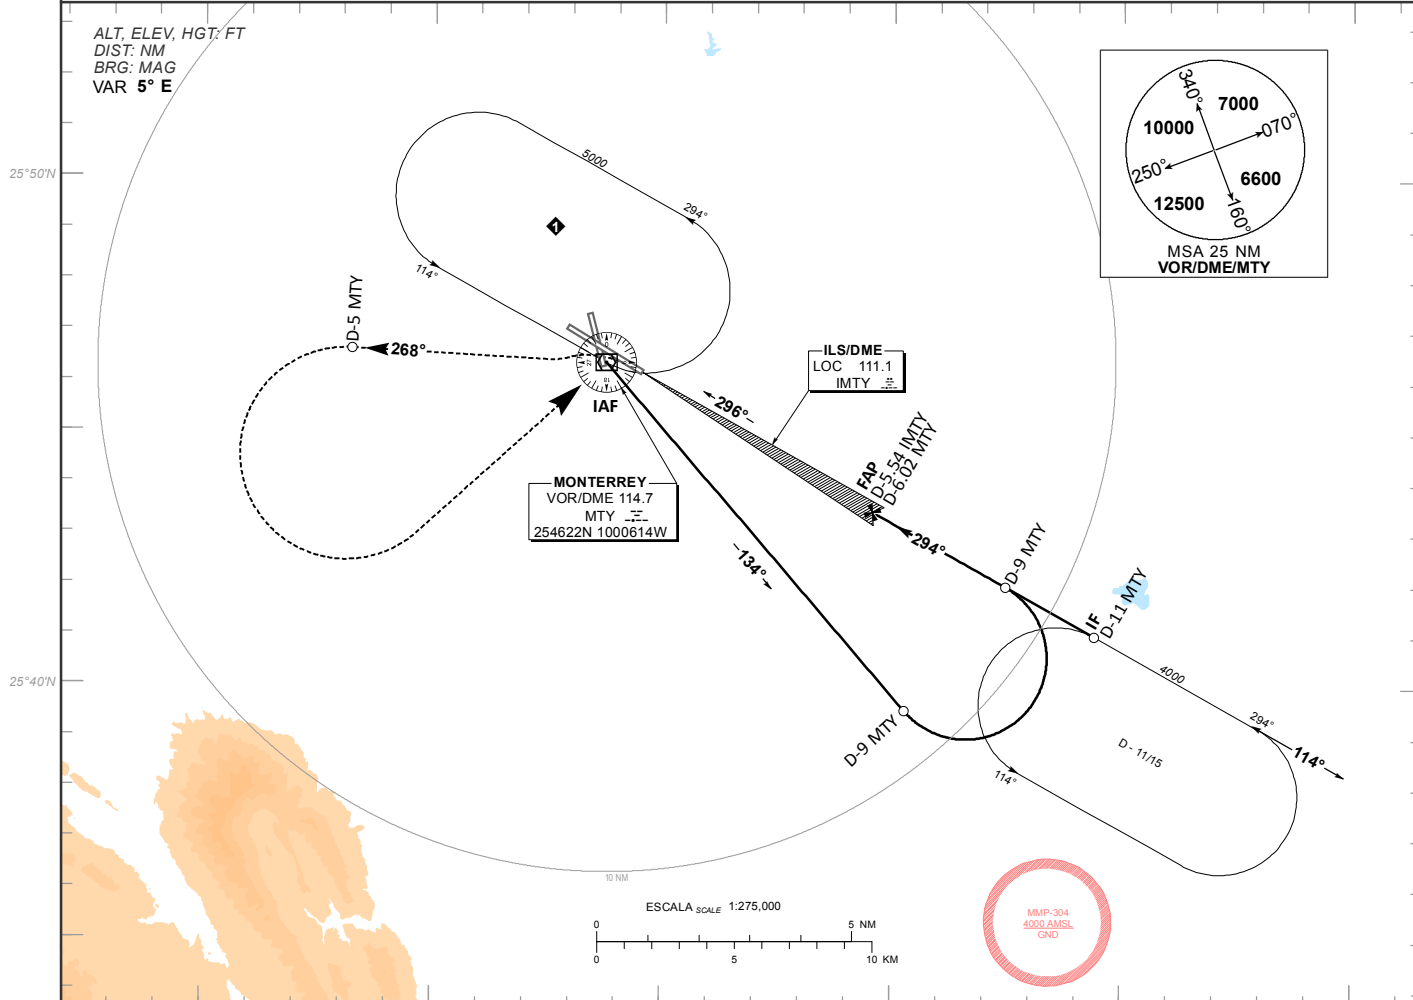 ALT, ELEV, HGT: FT
DIST: NM
BRG: MAG
VAR 5° E
25°50'N
25°40'N
5000
294°
114°
1
D-5 MTY
268°
0
27
18
IAF
MONTERREY
VOR/DME 114.7
MTY
254622N 1000614W
ILS/DME
LOC 111.1
IMTY
296°
FAP
D-5.54 IMTY
D-6.02 MTY
294°
134°
D-9 MTY
D-9 MTY
IF
D-11 MTY
4000
294°
114°
D - 11/15
114°
340°
7000
070°
10000
250°
6600
12500
160°
MSA 25 NM
VOR/DME/MTY
10 NM
ESCALA SCALE 1:275,000
0 5 NM
0 5 10 KM
MMP-304
4000 AMSL
GND